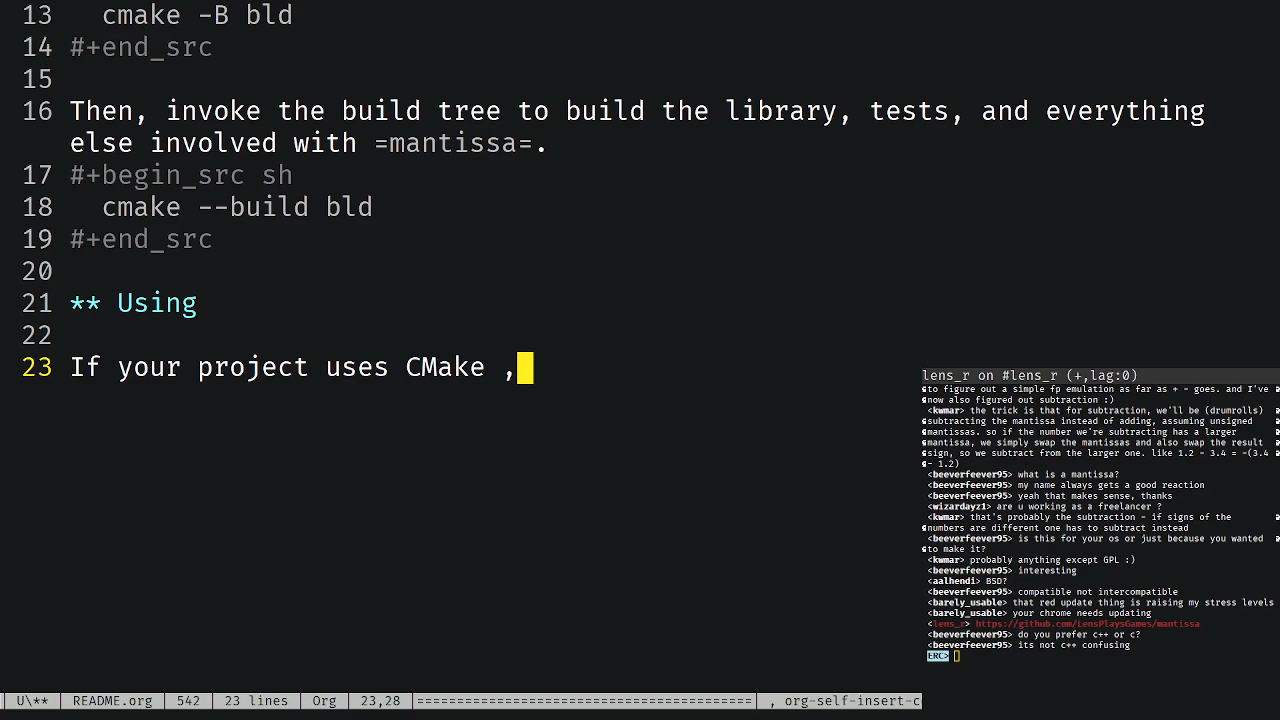 13 cmake -B bld
14 #+end_src
15
16 Then, invoke the build tree to build the library, tests, and everything
else involved with =mantissa=.
17 #+begin_src sh
18 cmake --build bld
19 #+end_src
20
21 ** Using
22
23 If your project uses CMake ,
lens_r on #lens_r (+,lag:0)
to figure out a simple fp emulation as far as + - goes. and I've
now also figured out subtraction :)
<kwmar> the trick is that for subtraction, we'll be (drumrolls)
subtracting the mantissa instead of adding, assuming unsigned
mantissas. so if the number we're subtracting has a larger
mantissa, we simply swap the mantissas and also swap the result
sign, so we subtract from the larger one. like 1.2 - 3.4 = -(3.4
- 1.2)
<beeverfeever95> what is a mantissa?
<beeverfeever95> my name always gets a good reaction
<beeverfeever95> yeah that makes sense, thanks
<wizardayz1> are u working as a freelancer ?
<kwmar> that's probably the subtraction - if signs of the
numbers are different one has to subtract instead
<beeverfeever95> is this for your os or just because you wanted
to make it?
<kwmar> probably anything except GPL :)
<beeverfeever95> interesting
<aalhendi> BSD?
<beeverfeever95> compatible not intercompatible
<barely_usable> that red update thing is raising my stress levels
<barely_usable> your chrome needs updating
<lens_r> https://github.com/LensPlaysGames/mantissa
<beeverfeever95> do you prefer c++ or c?
<beeverfeever95> its not c++ confusing
ERC>
U\** README.org 542 23 lines Org 23,28 ========================================== , org-self-insert-c